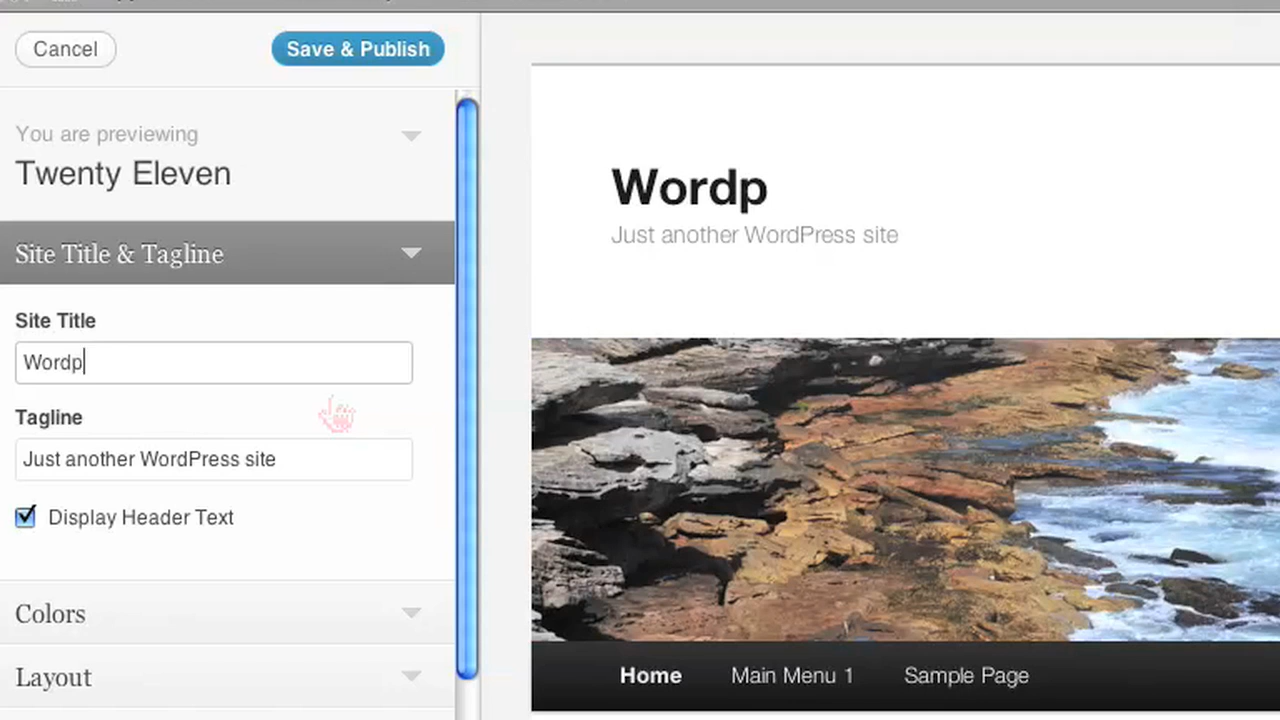 Cancel
Save & Publish
You are previewing
Twenty Eleven
Site Title & Tagline
Site Title
Wordp
Tagline
Just another WordPress site
Display Header Text
Colors
Layout
Wordp
Just another WordPress site
Home Main Menu 1 Sample Page